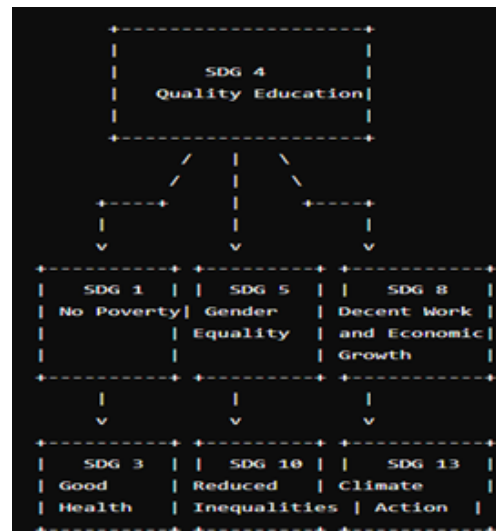 SDG 4
Quality Education
SDG 1
No Poverty
SDG 5
Gender
Equality
SDG 8
Decent Work
and Economic
Growth
SDG 3
Good
Health
SDG 10
Reduced
Inequalities
SDG 13
Climate
Action